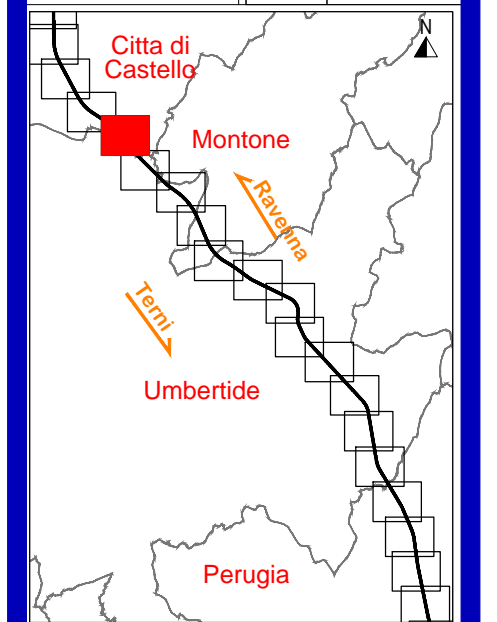 N
Citta di
Castello
Montone
Ravenna
Terni
Umbertide
Perugia